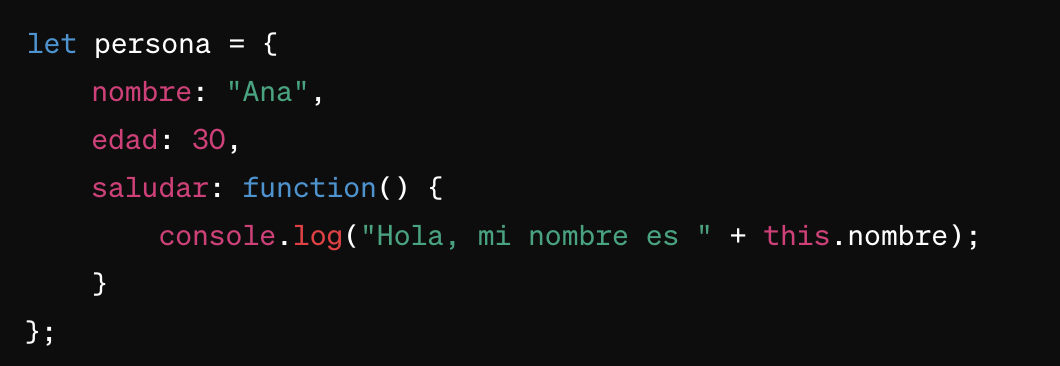 let persona = {
    nombre: "Ana",
    edad: 30,
    saludar: function() {
        console.log("Hola, mi nombre es " + this.nombre);
    }
};